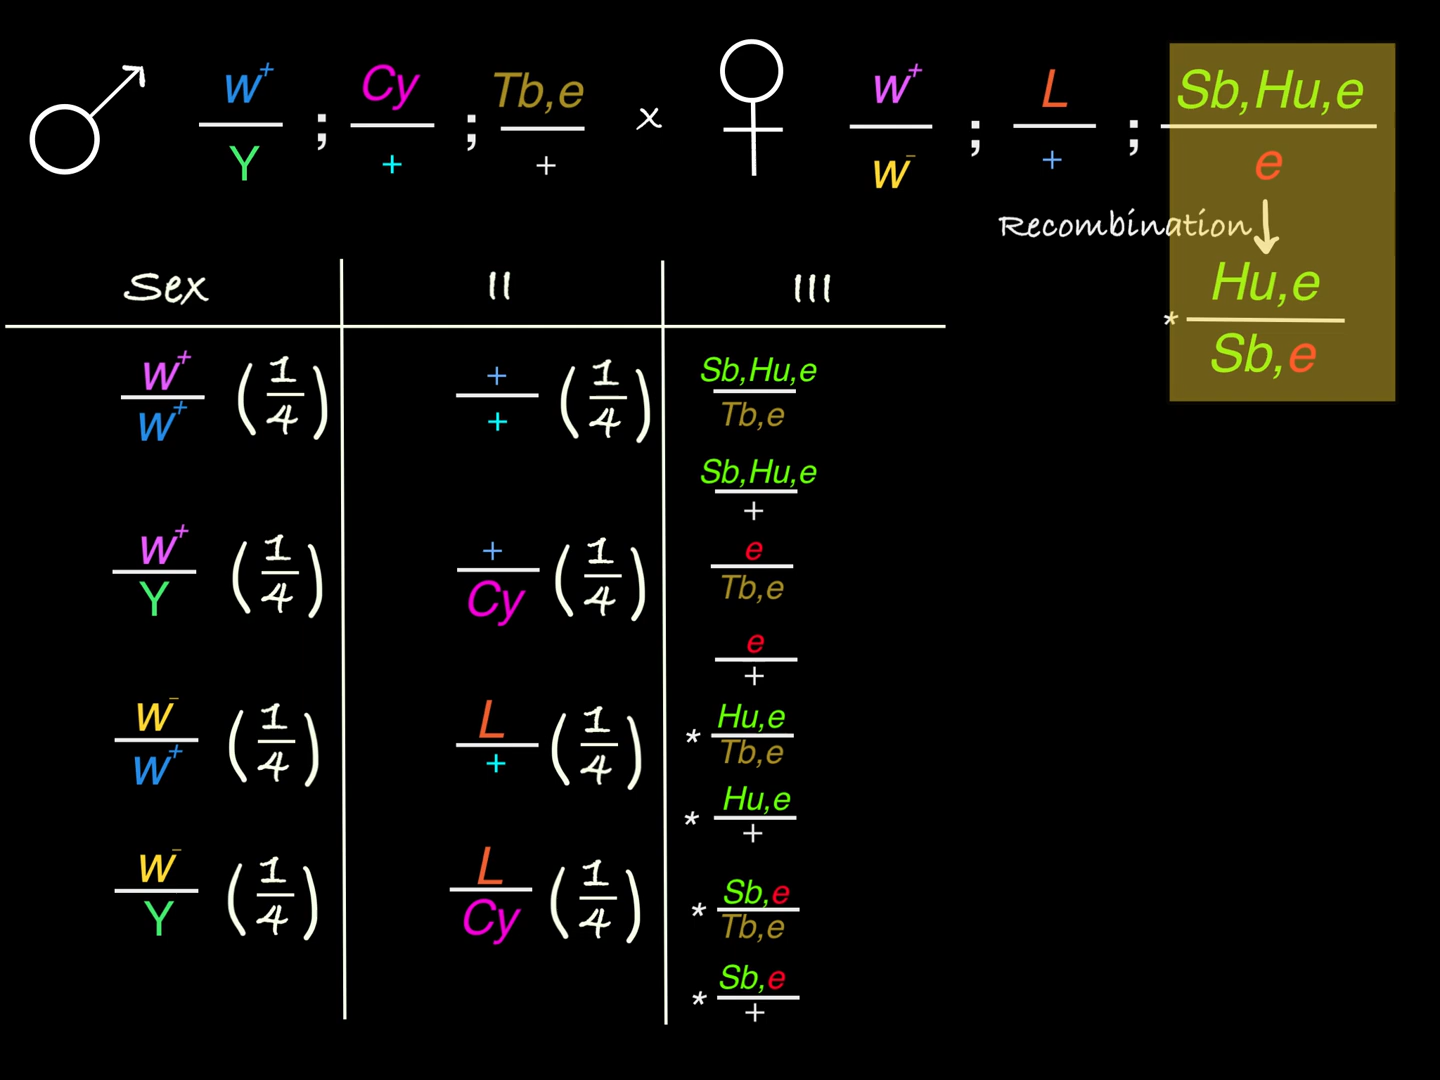 w+ Cy Tb,e x w+ L Sb,Hu,e
Y ; + ; + w- ; + ; e
Recombination
Hu,e
* Sb,e
Sex II III
w+ (1/4) + (1/4) Sb,Hu,e
w+ + Tb,e
Sb,Hu,e
+
w+ (1/4) + (1/4) e
Y Cy Tb,e
e
+
w- (1/4) L (1/4) * Hu,e
w+ + Tb,e
* Hu,e
+
w- (1/4) L (1/4) * Sb,e
Y Cy Tb,e
* Sb,e
+